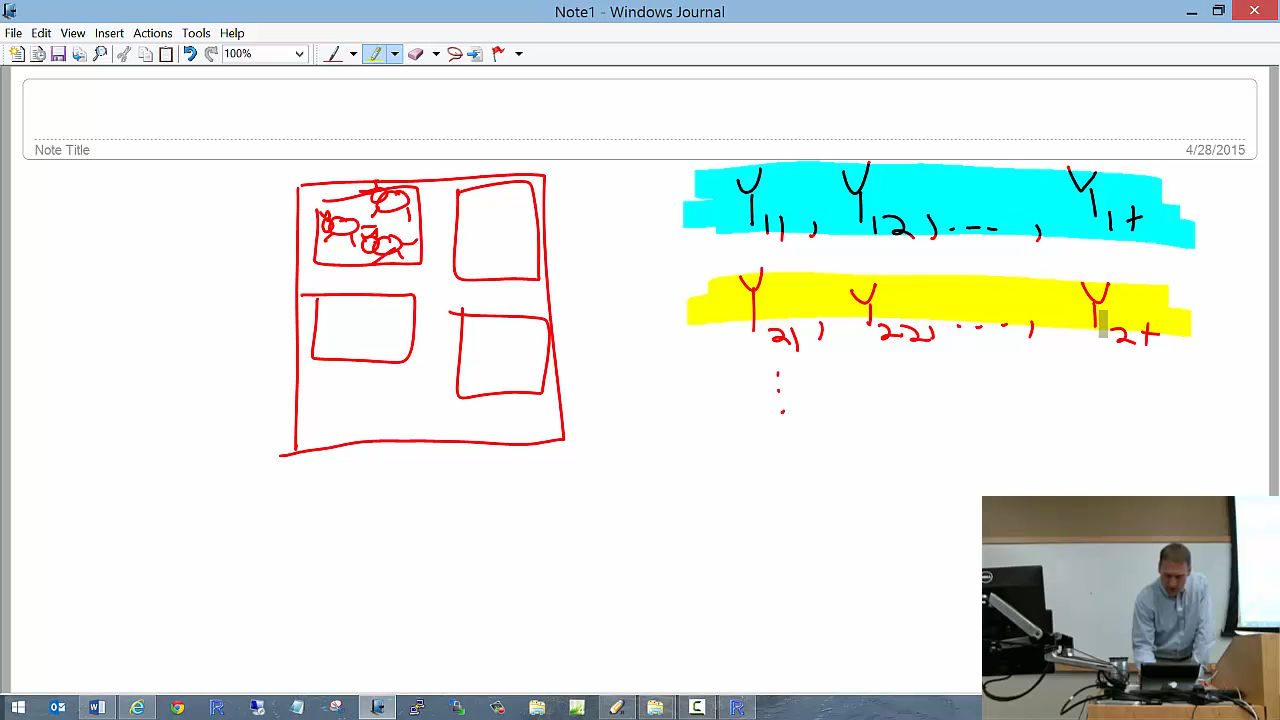 Note1 - Windows Journal
File Edit View Insert Actions Tools Help
100%
Note Title
4/28/2015
Y11, Y12, ..., Y1t
Y21, Y22, ..., Y2t